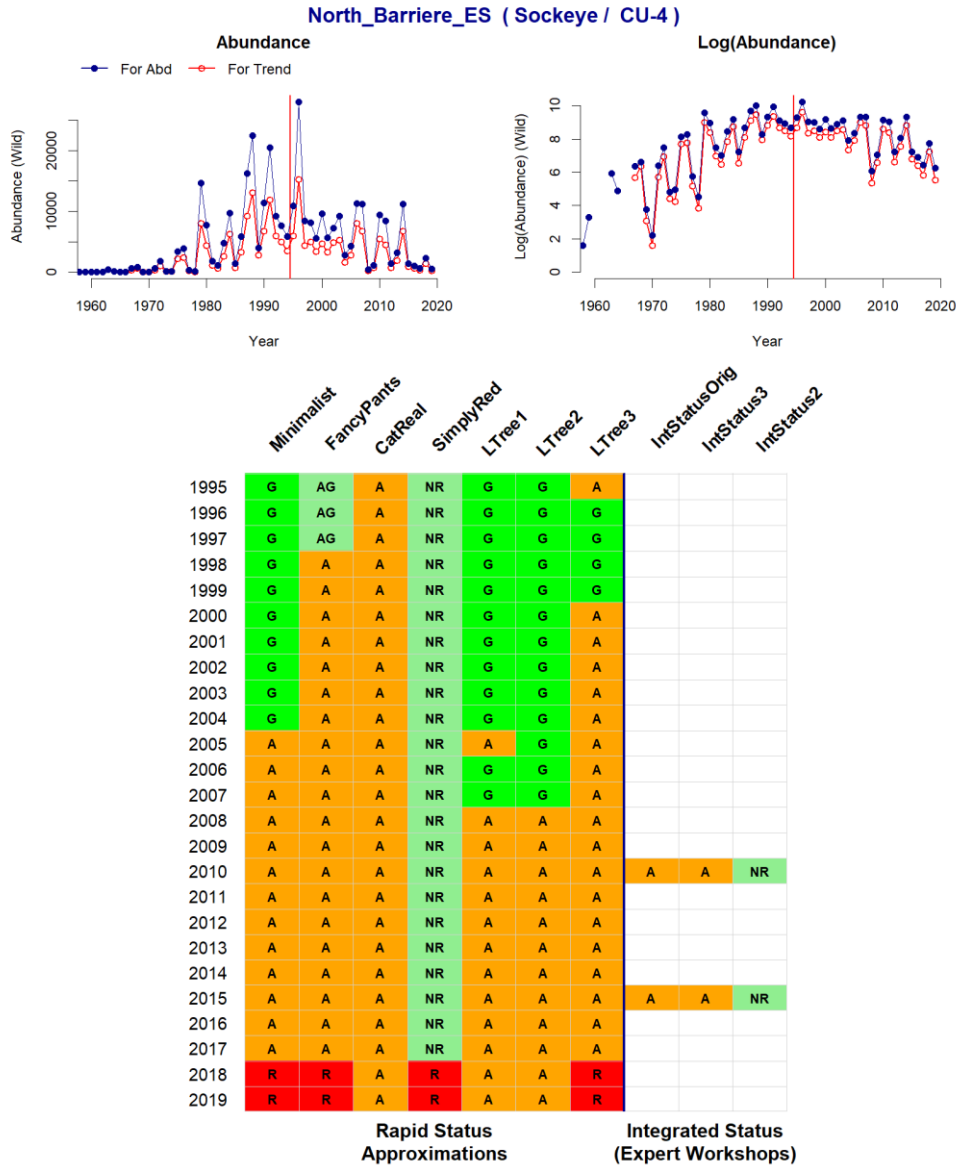 North_Barriere_ES ( Sockeye / CU-4 )
Abundance
For Abd For Trend
Abundance (Wild)
0 10000 20000
1960 1970 1980 1990 2000 2010 2020
Year
Log(Abundance)
Log(Abundance) (Wild)
0 2 4 6 8 10
1960 1970 1980 1990 2000 2010 2020
Year
Minimalist FancyPants CatReal SimplyRed LTree1 LTree2 LTree3 IntStatusOrig IntStatus3 IntStatus2
1995 G AG A NR G G A
1996 G AG A NR G G G
1997 G AG A NR G G G
1998 G A A NR G G G
1999 G A A NR G G G
2000 G A A NR G G A
2001 G A A NR G G A
2002 G A A NR G G A
2003 G A A NR G G A
2004 G A A NR G G A
2005 A A A NR A G A
2006 A A A NR G G A
2007 A A A NR G G A
2008 A A A NR A A A
2009 A A A NR A A A
2010 A A A NR A A A A A NR
2011 A A A NR A A A
2012 A A A NR A A A
2013 A A A NR A A A
2014 A A A NR A A A
2015 A A A NR A A A A A NR
2016 A A A NR A A A
2017 A A A NR A A A
2018 R R A R A A R
2019 R R A R A A R
Rapid Status
Approximations
Integrated Status
(Expert Workshops)